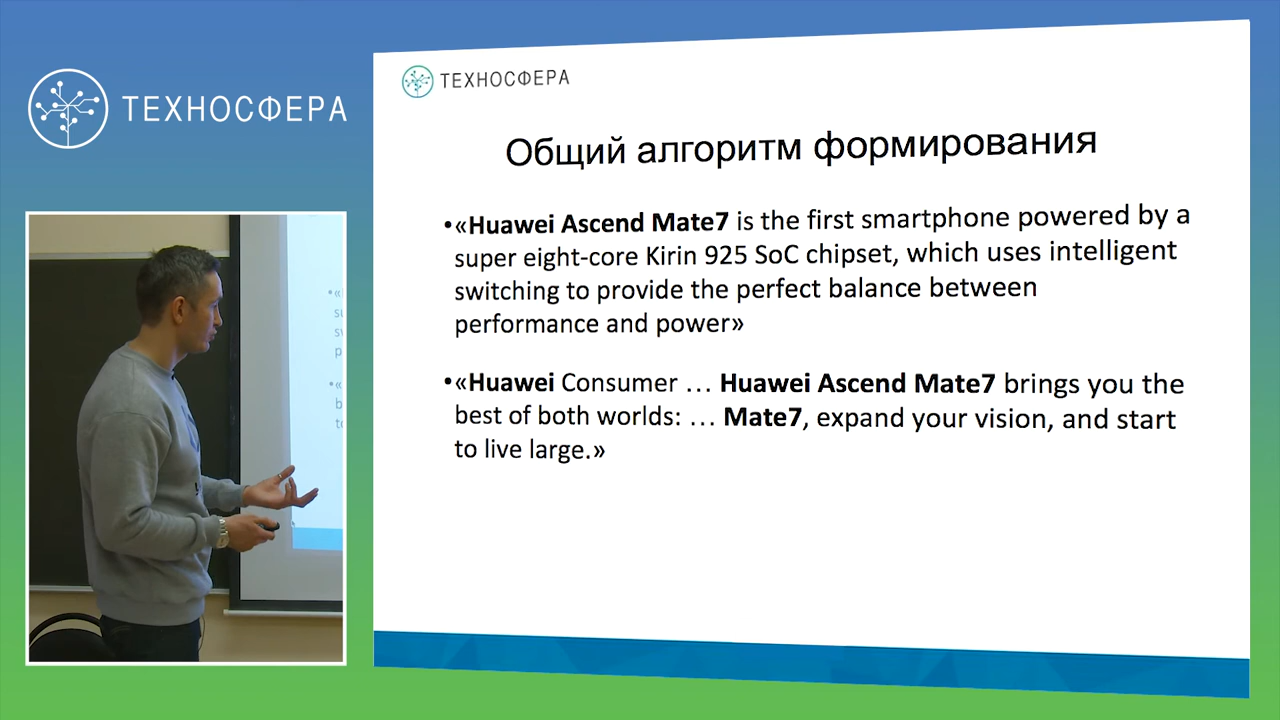 ТЕХНОСФЕРА
ТЕХНОСФЕРА
Общий алгоритм формирования
•«Huawei Ascend Mate7 is the first smartphone powered by a
super eight-core Kirin 925 SoC chipset, which uses intelligent
switching to provide the perfect balance between
performance and power»
•«Huawei Consumer … Huawei Ascend Mate7 brings you the
best of both worlds: … Mate7, expand your vision, and start
to live large.»